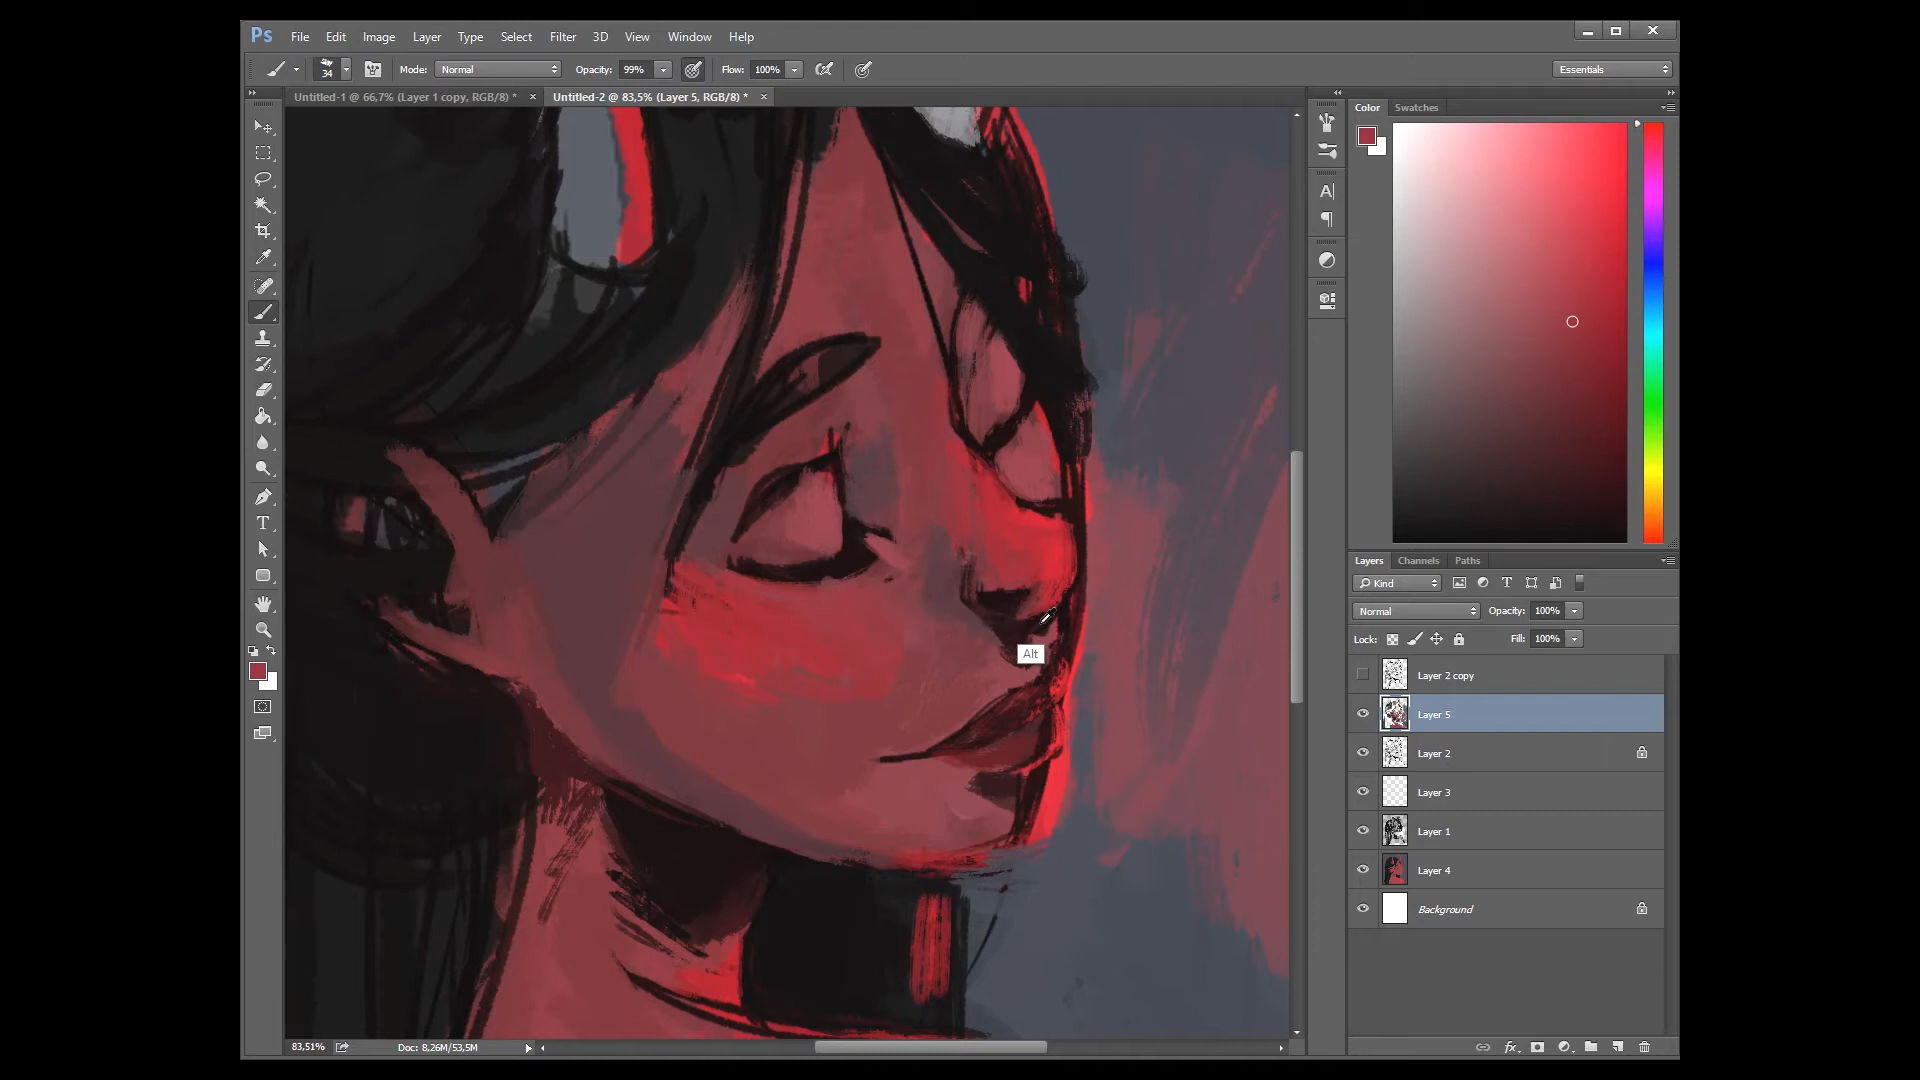 Ps File Edit Image Layer Type Select Filter 3D View Window Help
34 Mode: Normal Opacity: 99% Flow: 100% Essentials
Untitled-1 @ 66,7% (Layer 1 copy, RGB/8) * × Untitled-2 @ 83,5% (Layer 5, RGB/8) * ×
Color Swatches
A
T
Alt
Layers Channels Paths
Kind T
Normal Opacity: 100%
Lock: Fill: 100%
Layer 2 copy
Layer 5
Layer 2
Layer 3
Layer 1
Layer 4
Background
83,51% Doc: 8,26M/53,5M
fx